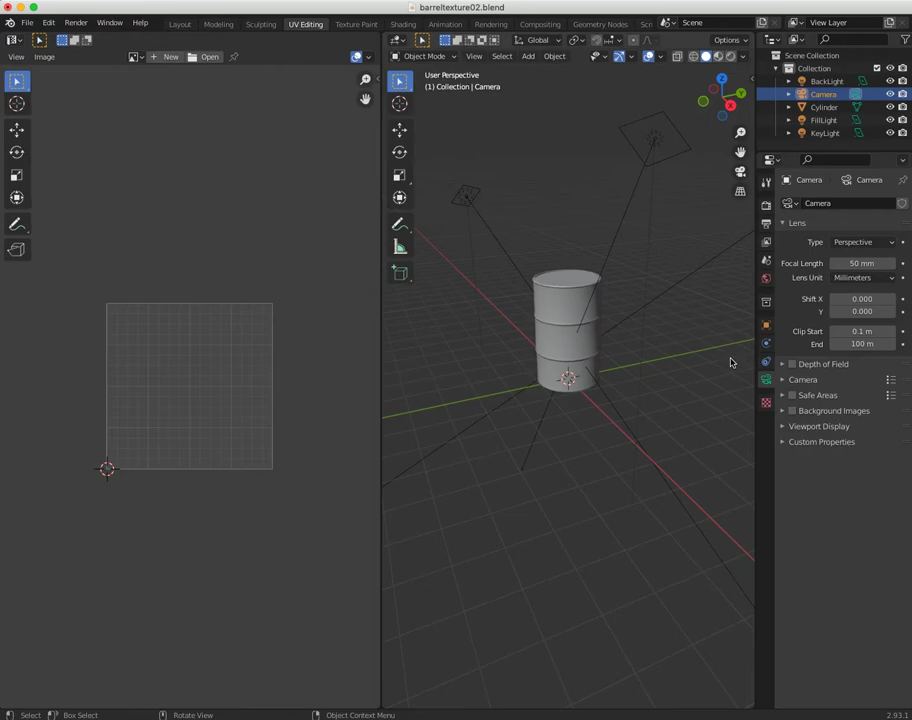 barreltexture02.blend
File Edit Render Window Help Layout Modeling Sculpting UV Editing Texture Paint Shading Animation Rendering Compositing Geometry Nodes Scene View Layer
Global Options
View Image New Open Object Mode View Select Add Object
User Perspective
(1) Collection | Camera
Z
Y
X
Scene Collection
Collection
BackLight
Camera
Cylinder
FillLight
KeyLight
Camera Camera
Camera
Lens
Type Perspective
Focal Length 50 mm
Lens Unit Millimeters
Shift X 0.000
Y 0.000
Clip Start 0.1 m
End 100 m
Depth of Field
Camera
Safe Areas
Background Images
Viewport Display
Custom Properties
Select Box Select Rotate View Object Context Menu 2.93.1